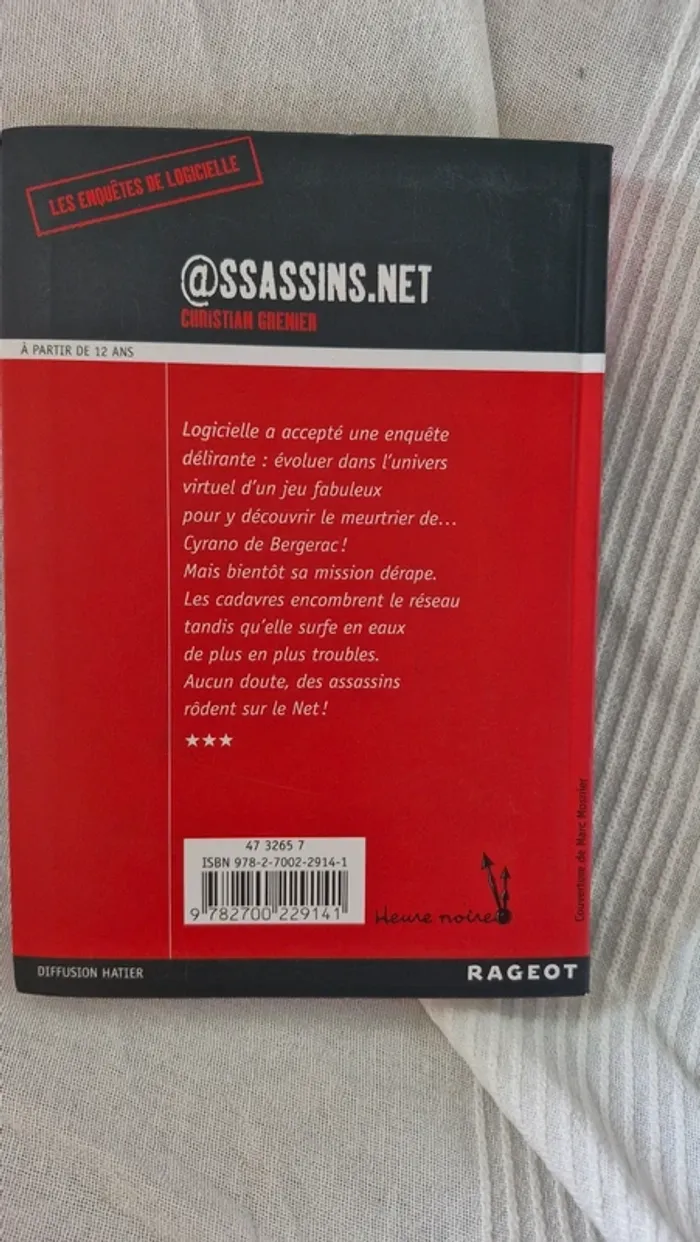 LES ENQUÊTES DE LOGICIELLE
@SSASSINS.NET
CHRISTIAN GRENIER
À PARTIR DE 12 ANS
Logicielle a accepté une enquête
délirante : évoluer dans l'univers
virtuel d'un jeu fabuleux
pour y découvrir le meurtrier de...
Cyrano de Bergerac !
Mais bientôt sa mission dérape.
Les cadavres encombrent le réseau
tandis qu'elle surfe en eaux
de plus en plus troubles.
Aucun doute, des assassins
rôdent sur le Net !
★★★
47 3265 7
ISBN 978-2-7002-2914-1
9 782700 229141
Heure noire
Couverture de Marc Mosnier
DIFFUSION HATIER
RAGEOT